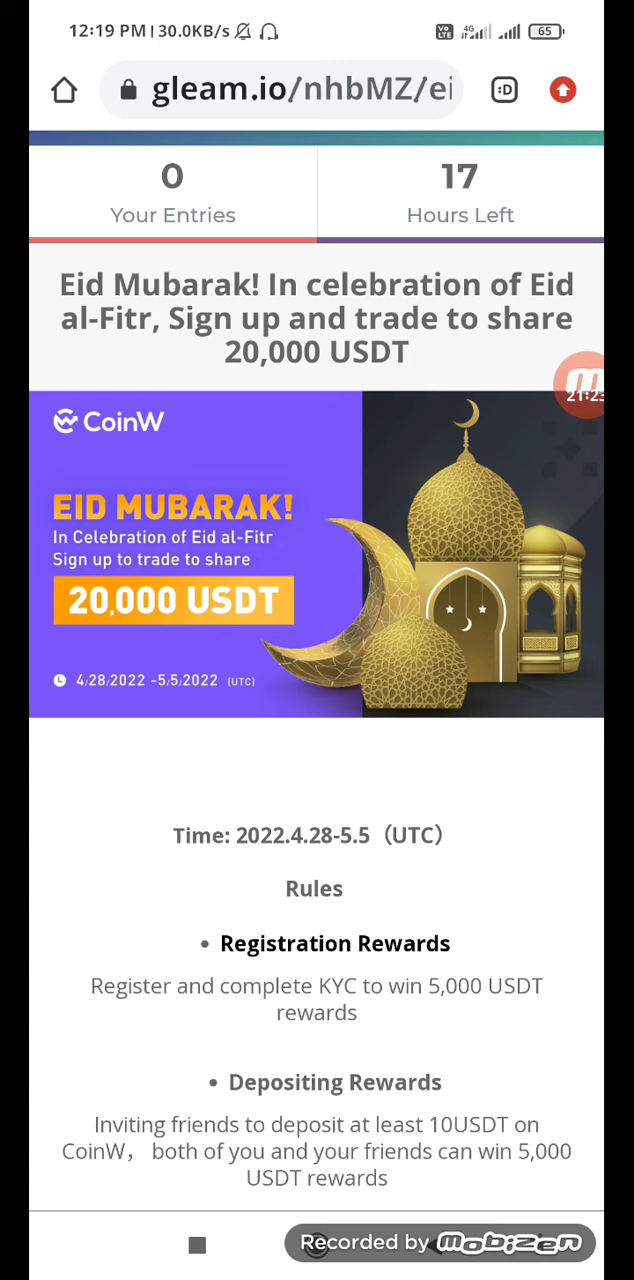 12:19 PM | 30.0KB/s
Vo LTE 4G 65
gleam.io/nhbMZ/ei
:D
0
Your Entries
17
Hours Left
Eid Mubarak! In celebration of Eid
al-Fitr, Sign up and trade to share
20,000 USDT
21:23
CoinW
EID MUBARAK!
In Celebration of Eid al-Fitr
Sign up to trade to share
20,000 USDT
4/28/2022 -5/5/2022 (UTC)
Time: 2022.4.28-5.5（UTC）
Rules
• Registration Rewards
Register and complete KYC to win 5,000 USDT
rewards
• Depositing Rewards
Inviting friends to deposit at least 10USDT on
CoinW， both of you and your friends can win 5,000
USDT rewards
Recorded by mobizen